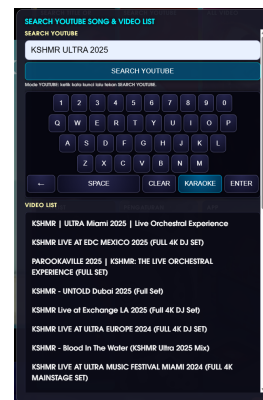 SEARCH YOUTUBE SONG & VIDEO LIST
SEARCH YOUTUBE
KSHMR ULTRA 2025
SEARCH YOUTUBE
Mode YOUTUBE: ketik kata kunci lalu tekan SEARCH YOUTUBE.
1 2 3 4 5 6 7 8 9 0
Q W E R T Y U I O P
A S D F G H J K L
Z X C V B N M
← SPACE CLEAR KARAOKE ENTER
VIDEO LIST
KSHMR | ULTRA Miami 2025 | Live Orchestral Experience
KSHMR LIVE AT EDC MEXICO 2025 (FULL 4K DJ SET)
PAROOKAVILLE 2025 | KSHMR: THE LIVE ORCHESTRAL
EXPERIENCE (FULL SET)
KSHMR - UNTOLD Dubai 2025 (Full Set)
KSHMR Live at Exchange LA 2025 (Full 4K DJ Set)
KSHMR LIVE AT ULTRA EUROPE 2024 (FULL 4K DJ SET)
KSHMR - Blood In The Water (KSHMR Ultra 2025 Mix)
KSHMR LIVE AT ULTRA MUSIC FESTIVAL MIAMI 2024 (FULL 4K
MAINSTAGE SET)